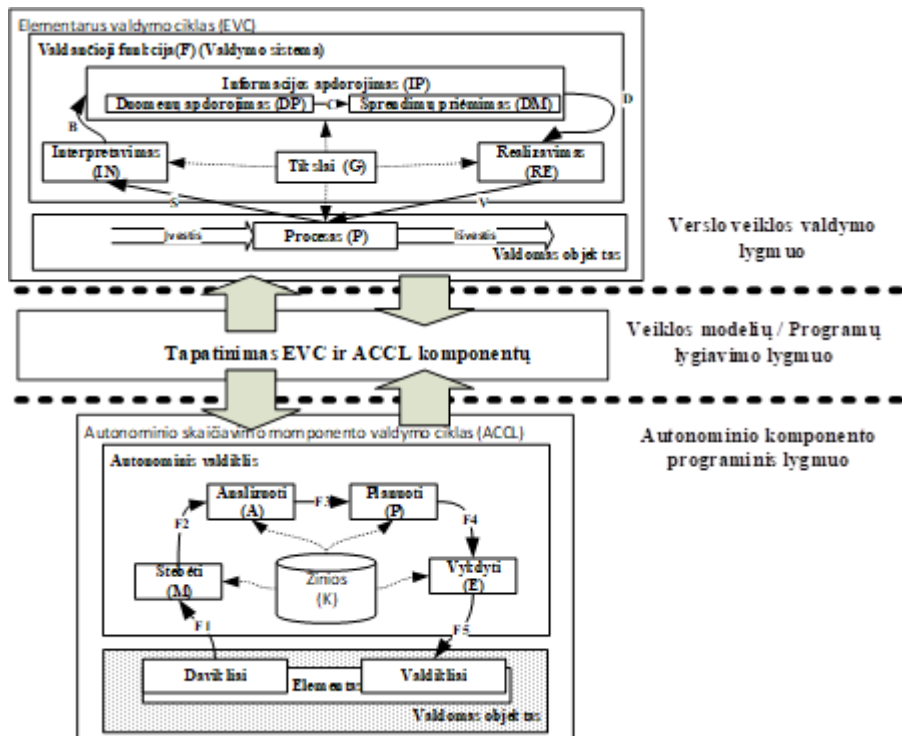 Elementarus valdymo ciklas (EVC)
Valdančioji funkcija(F) (Valdymo sistema)
Informacijos apdorojimas (IP)
Duomenų apdorojimas (DP)
C
Sprendimų priėmimas (DM)
D
B
Interpretavimas
(IN)
Tikslai (G)
Realizavimas
(RE)
S
V
Įvestis
Procesas (P)
Išvestis
Valdomas objektas
Verslo veiklos valdymo
lygmuo
Tapatinimas EVC ir ACCL komponentų
Veiklos modelių / Programų
lygiavimo lygmuo
Autonominio skaičiavimo momponento valdymo ciklas (ACCL)
Autonominis valdiklis
Autonominio komponento
programinis lygmuo
Analizuoti
(A)
F3
Planuoti
(P)
F2
F4
Stebėti
(M)
Žinios
(K)
Vykdyti
(E)
F1
F5
Davikliai
Valdikliai
Elementas
Valdomas objektas